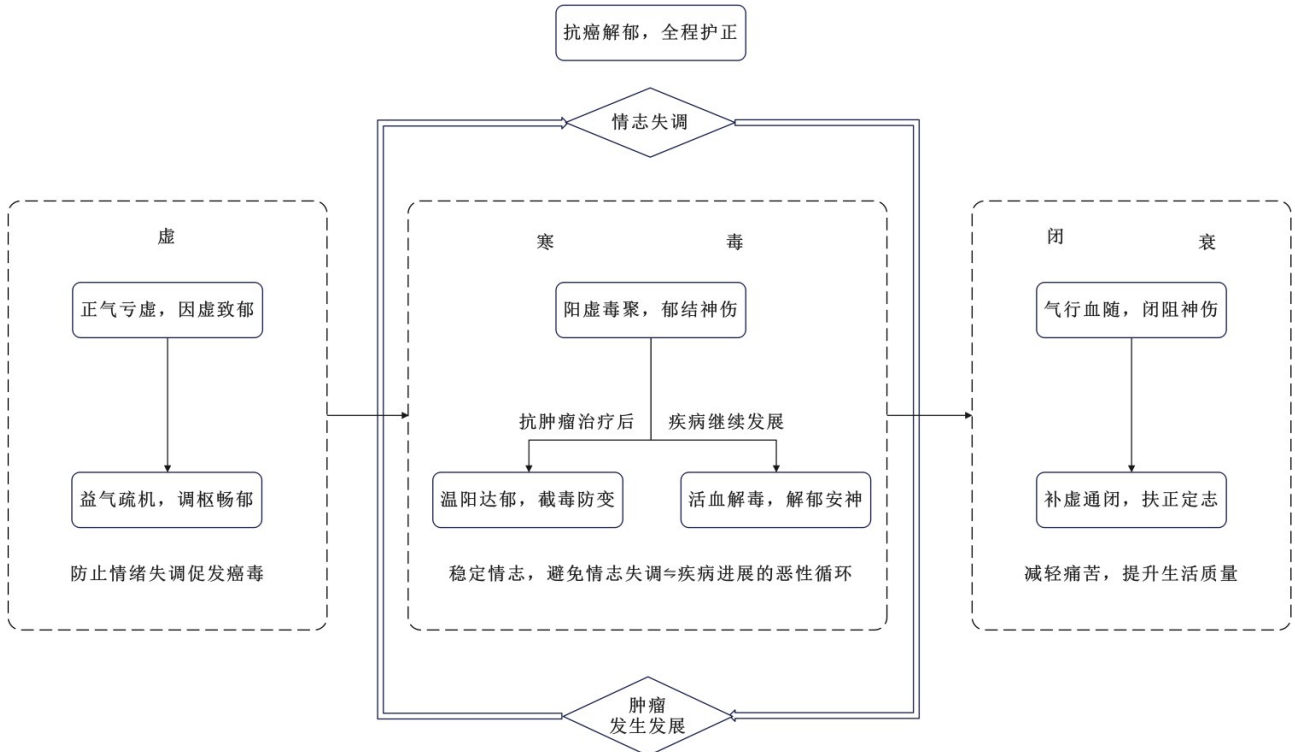 抗癌解郁，全程护正
情志失调
虚
寒 毒
闭
衰
正气亏虚，因虚致郁
阳虚毒聚，郁结神伤
气行血随，闭阻神伤
抗肿瘤治疗后
疾病继续发展
益气疏机，调枢畅郁
温阳达郁，截毒防变
活血解毒，解郁安神
补虚通闭，扶正定志
防止情绪失调促发癌毒
稳定情志，避免情志失调⇋疾病进展的恶性循环
减轻痛苦，提升生活质量
肿瘤
发生发展